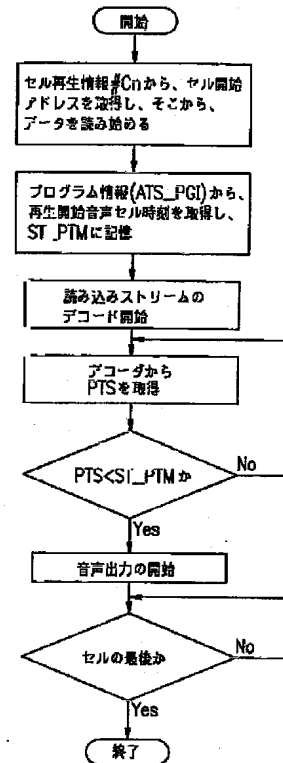 開始
セル再生情報#Cnから、セル開始
アドレスを取得し、そこから、
データを読み始める
プログラム情報(ATS_PGI)から、
再生開始音声セル時刻を取得し、
ST_PTMに記憶
読み込みストリームの
デコード開始
デコーダから
PTSを取得
PTS<ST_PTMか
No
Yes
音声出力の開始
セルの最後か
No
Yes
終了